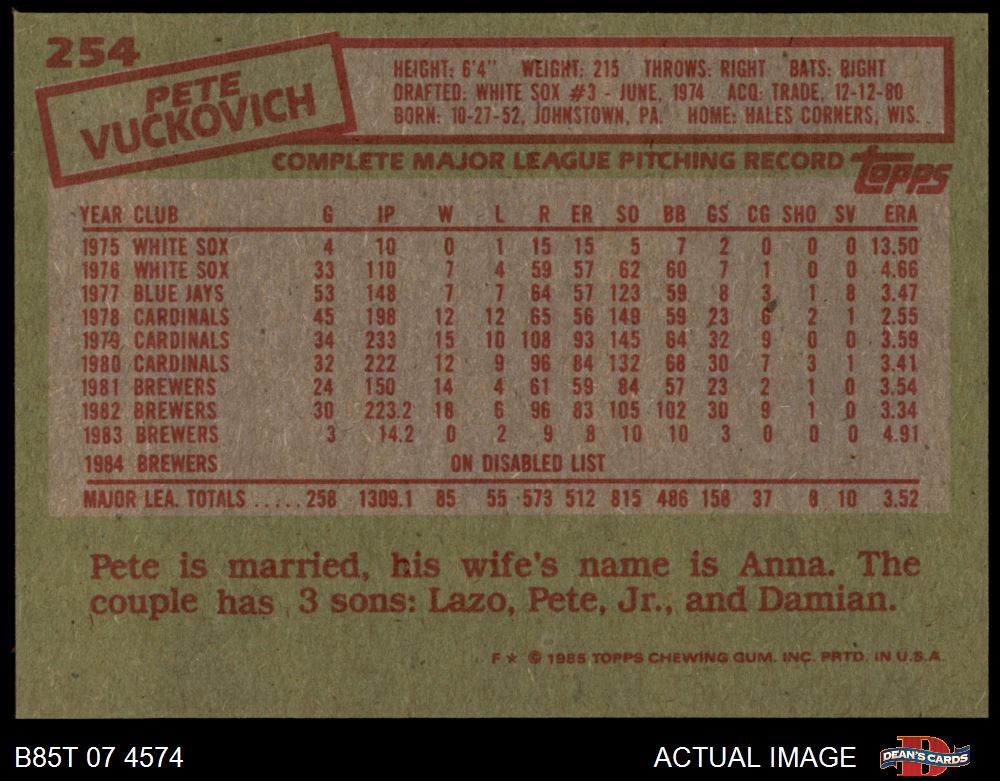 254
PETE
VUCKOVICH
HEIGHT: 6'4" WEIGHT: 215 THROWS: RIGHT BATS: RIGHT
DRAFTED: WHITE SOX #3 - JUNE, 1974 ACQ: TRADE, 12-12-80
BORN: 10-27-52, JOHNSTOWN, PA. HOME: HALES CORNERS, WIS.
COMPLETE MAJOR LEAGUE PITCHING RECORD topps
YEAR CLUB G IP W L R ER SO BB GS CG SHO SV ERA
1975 WHITE SOX 4 10 0 1 15 15 5 7 2 0 0 0 13.50
1976 WHITE SOX 33 110 7 4 59 57 62 60 7 1 0 0 4.66
1977 BLUE JAYS 53 148 7 7 64 57 123 59 8 3 1 8 3.47
1978 CARDINALS 45 198 12 12 65 56 149 59 23 6 2 1 2.55
1979 CARDINALS 34 233 15 10 108 93 145 64 32 9 0 0 3.59
1980 CARDINALS 32 222 12 9 96 84 132 68 30 7 3 1 3.41
1981 BREWERS 24 150 14 4 61 59 84 57 23 2 1 0 3.54
1982 BREWERS 30 223.2 18 6 96 83 105 102 30 9 1 0 3.34
1983 BREWERS 3 14.2 0 2 9 8 10 10 3 0 0 0 4.91
1984 BREWERS ON DISABLED LIST
MAJOR LEA. TOTALS ..... 258 1309.1 85 55 573 512 815 486 158 37 8 10 3.52
Pete is married, his wife's name is Anna. The
couple has 3 sons: Lazo, Pete, Jr., and Damian.
F * © 1985 TOPPS CHEWING GUM, INC. PRTD. IN U.S.A.
B85T 07 4574 ACTUAL IMAGE DEAN'S CARDS